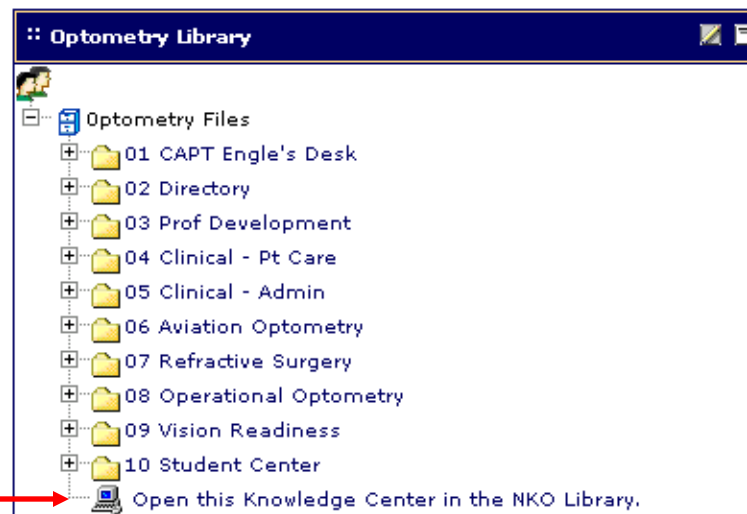 :: Optometry Library
Optometry Files
01 CAPT Engle's Desk
02 Directory
03 Prof Development
04 Clinical - Pt Care
05 Clinical - Admin
06 Aviation Optometry
07 Refractive Surgery
08 Operational Optometry
09 Vision Readiness
10 Student Center
Open this Knowledge Center in the NKO Library.